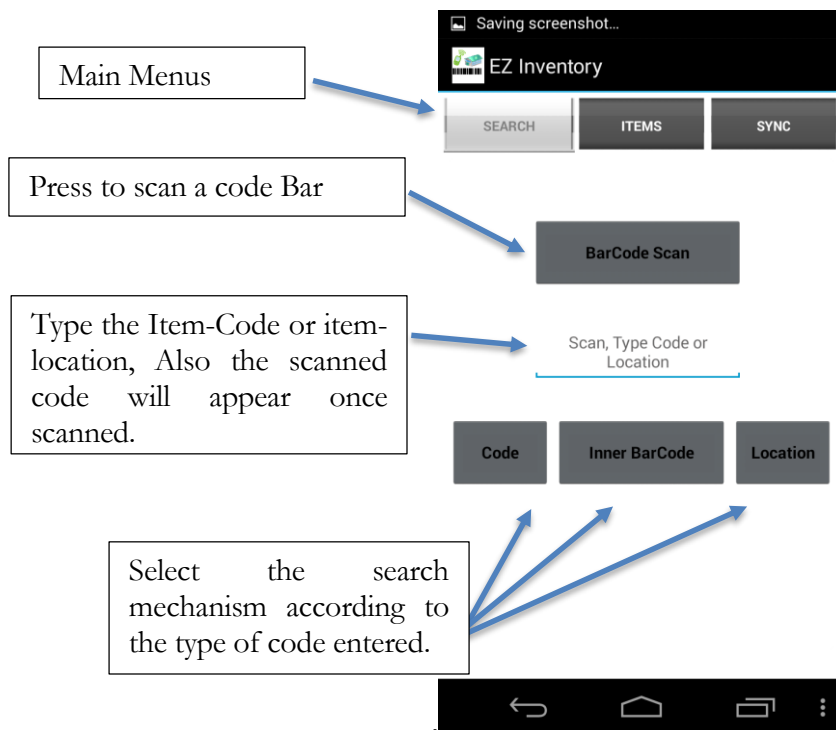 Saving screenshot...
EZ Inventory
Main Menus
SEARCH ITEMS SYNC
Press to scan a code Bar
BarCode Scan
Type the Item-Code or item-
location, Also the scanned
code will appear once
scanned.
Scan, Type Code or
Location
Code Inner BarCode Location
Select the search
mechanism according to
the type of code entered.